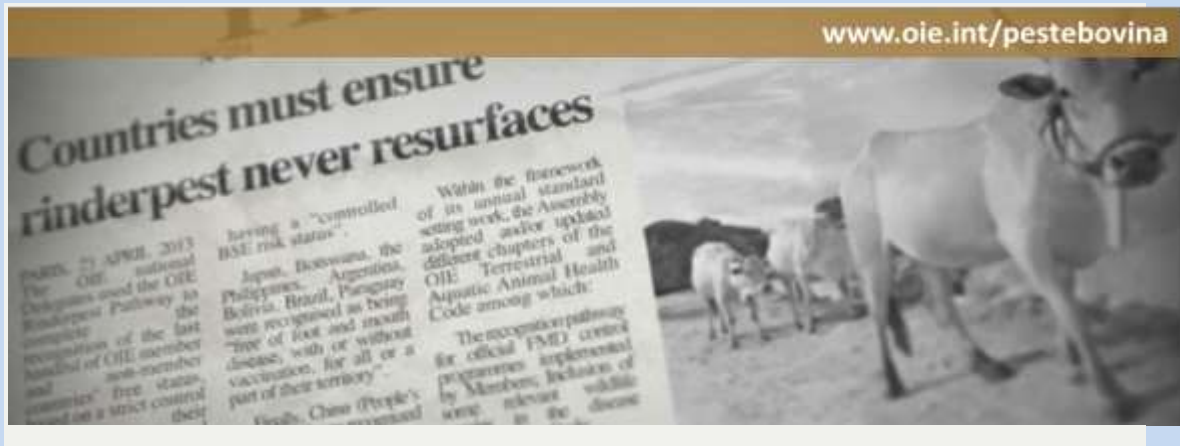 www.oie.int/pestebovina
Countries must ensure
rinderpest never resurfaces
PARIS, 23 APRIL 2013
The OIE national
Delegates used the OIE
Rinderpest Pathway to
complete the
recognition of the last
handful of OIE member
and non-member
countries' free status,
based on a strict control
their
having a "controlled
BSE risk status".
Japan, Botswana, the
Philippines, Argentina,
Bolivia, Brazil, Paraguay
were recognised as being
"free of foot and mouth
disease, with or without
vaccination, for all or a
part of their territory"
Finally, China (People's
Within the framework
of its annual standard
setting work, the Assembly
adopted and/or updated
different chapters of the
OIE Terrestrial and
Aquatic Animal Health
Code among which:
The recognition pathway
for official FMD control
programmes implemented
by Members; Inclusion of
some relevant wildlife
in the disease